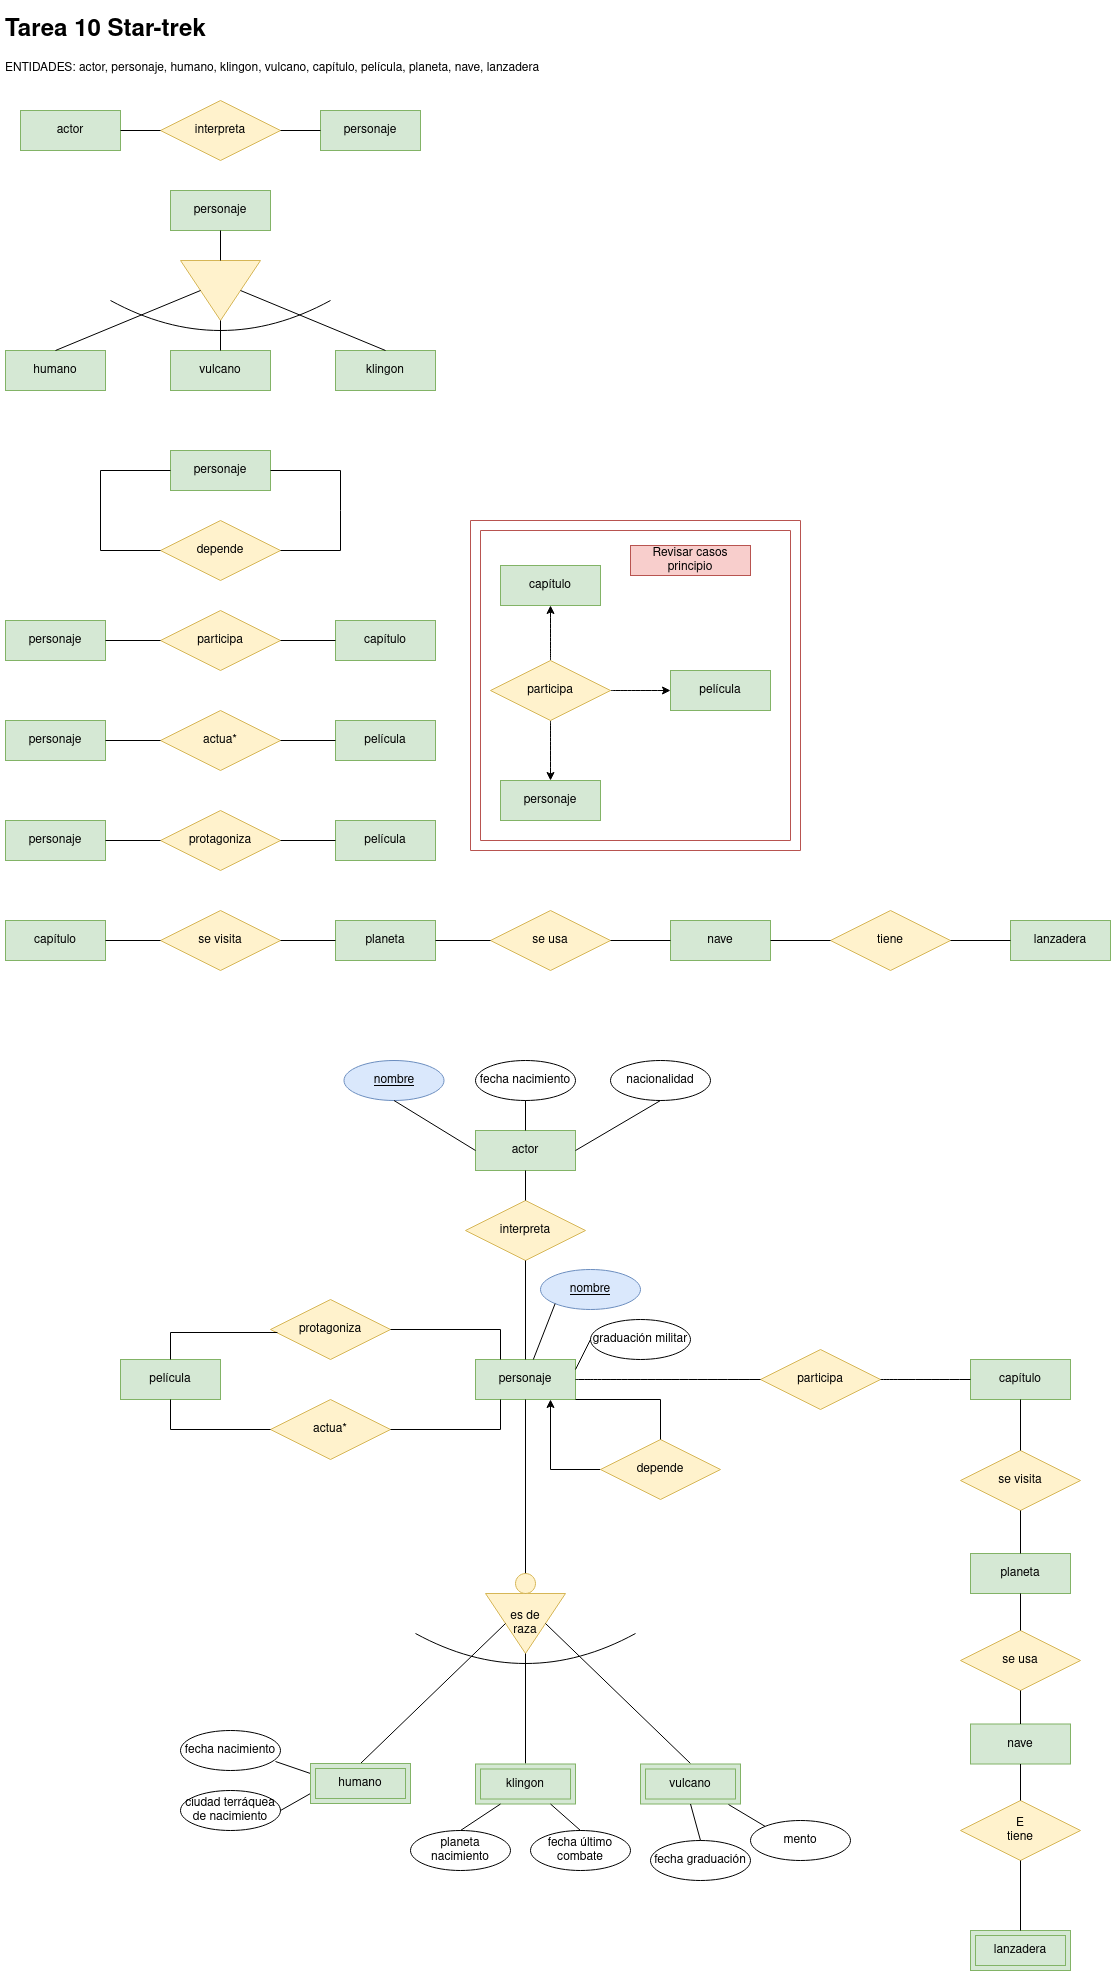 Tarea 10 Star-trek
ENTIDADES: actor, personaje, humano, klingon, vulcano, capítulo, película, planeta, nave, lanzadera
actor
interpreta
personaje
personaje
humano
vulcano
klingon
personaje
depende
personaje
participa
capítulo
personaje
actua*
película
personaje
protagoniza
película
Revisar casos
principio
capítulo
participa
película
personaje
capítulo
se visita
planeta
se usa
nave
tiene
lanzadera
nombre
fecha nacimiento
nacionalidad
actor
interpreta
nombre
graduación militar
protagoniza
película
personaje
participa
capítulo
actua*
depende
se visita
planeta
es de
raza
se usa
nave
fecha nacimiento
ciudad terráquea
de nacimiento
humano
klingon
vulcano
planeta
nacimiento
fecha último
combate
fecha graduación
mento
E
tiene
lanzadera